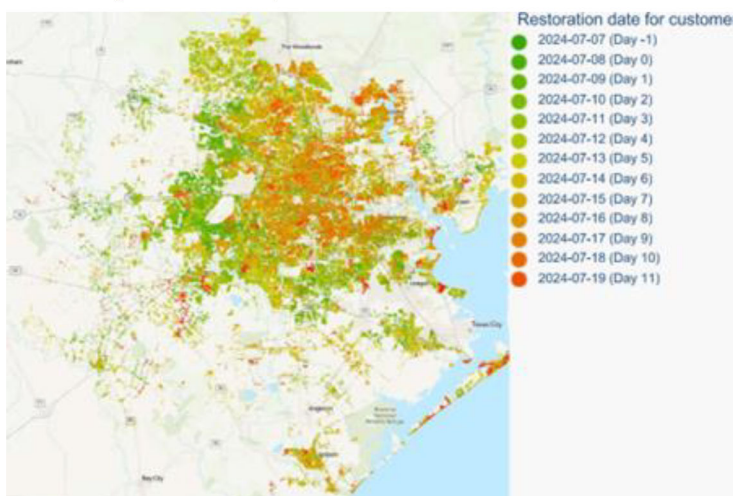 Restoration date for custome
2024-07-07 (Day -1)
2024-07-08 (Day 0)
2024-07-09 (Day 1)
2024-07-10 (Day 2)
2024-07-11 (Day 3)
2024-07-12 (Day 4)
2024-07-13 (Day 5)
2024-07-14 (Day 6)
2024-07-15 (Day 7)
2024-07-16 (Day 8)
2024-07-17 (Day 9)
2024-07-18 (Day 10)
2024-07-19 (Day 11)
The Woodlands
Texas City
Angleton
Bay City